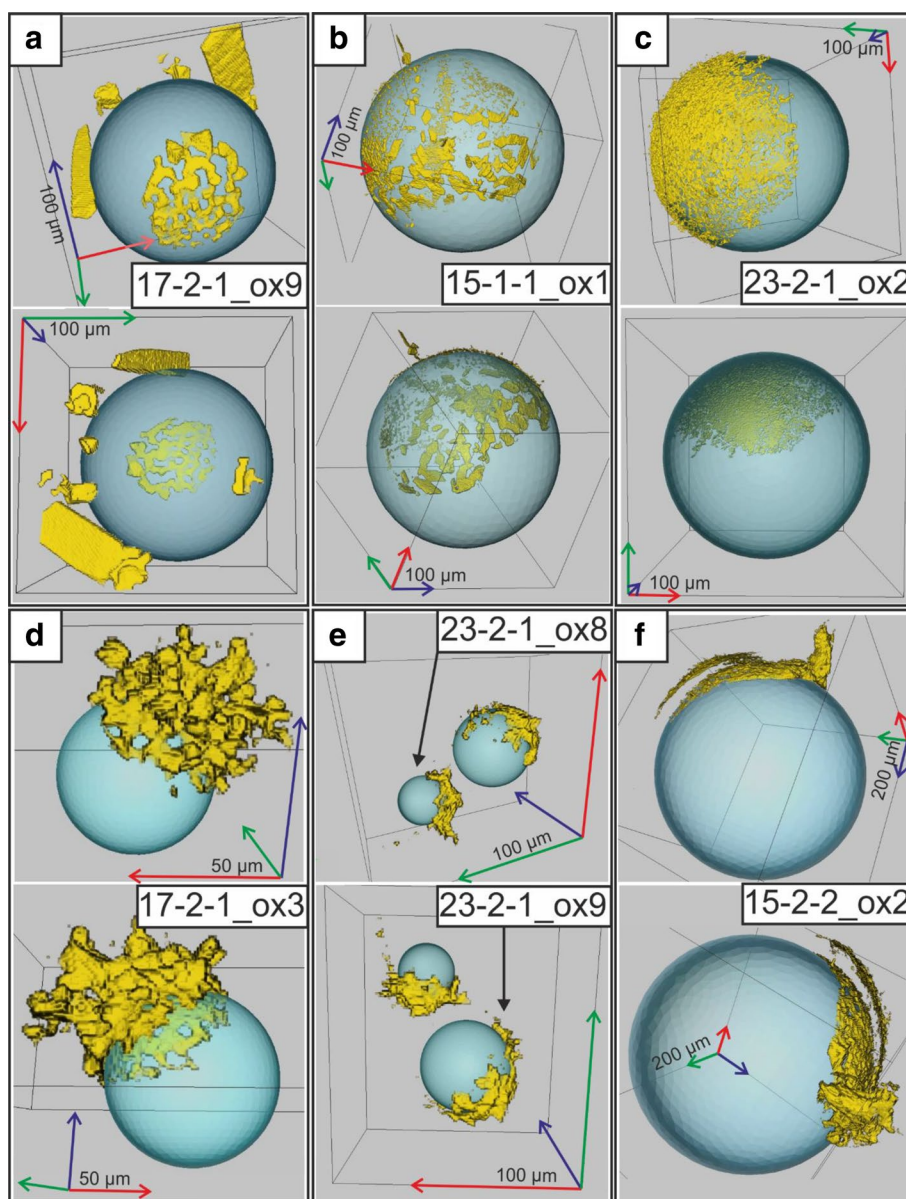 a
100 µm
17-2-1_ox9
100 µm
b
100 µm
15-1-1_ox1
100 µm
c
100 µm
23-2-1_ox2
100 µm
d
50 µm
17-2-1_ox3
50 µm
e
23-2-1_ox8
100 µm
23-2-1_ox9
100 µm
f
200 µm
15-2-2_ox2
200 µm